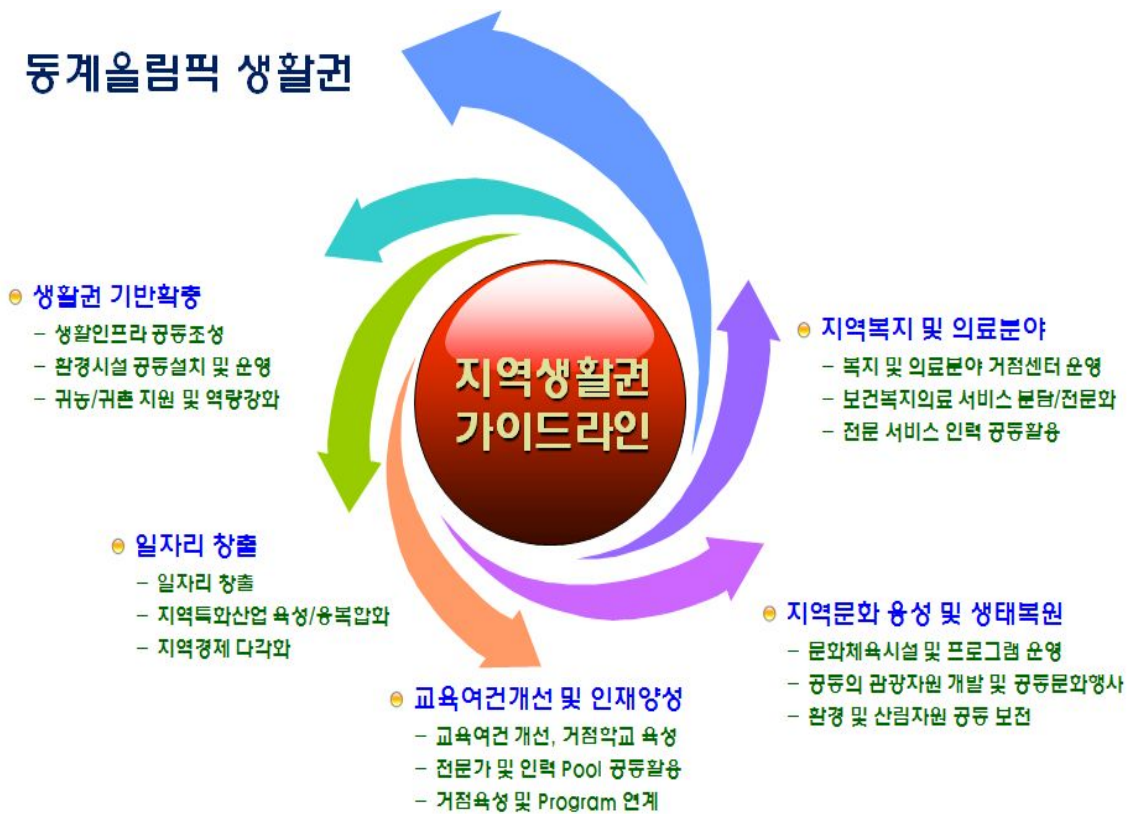 동계올림픽 생활권
지역생활권
가이드라인
생활권 기반확충
– 생활인프라 공동조성
– 환경시설 공동설치 및 운영
– 귀농/귀촌 지원 및 역량강화
일자리 창출
– 일자리 창출
– 지역특화산업 육성/융복합화
– 지역경제 다각화
교육여건개선 및 인재양성
– 교육여건 개선, 거점학교 육성
– 전문가 및 인력 Pool 공동활용
– 거점육성 및 Program 연계
지역문화 융성 및 생태복원
– 문화체육시설 및 프로그램 운영
– 공동의 관광자원 개발 및 공동문화행사
– 환경 및 산림자원 공동 보전
지역복지 및 의료분야
– 복지 및 의료분야 거점센터 운영
– 보건복지의료 서비스 분담/전문화
– 전문 서비스 인력 공동활용